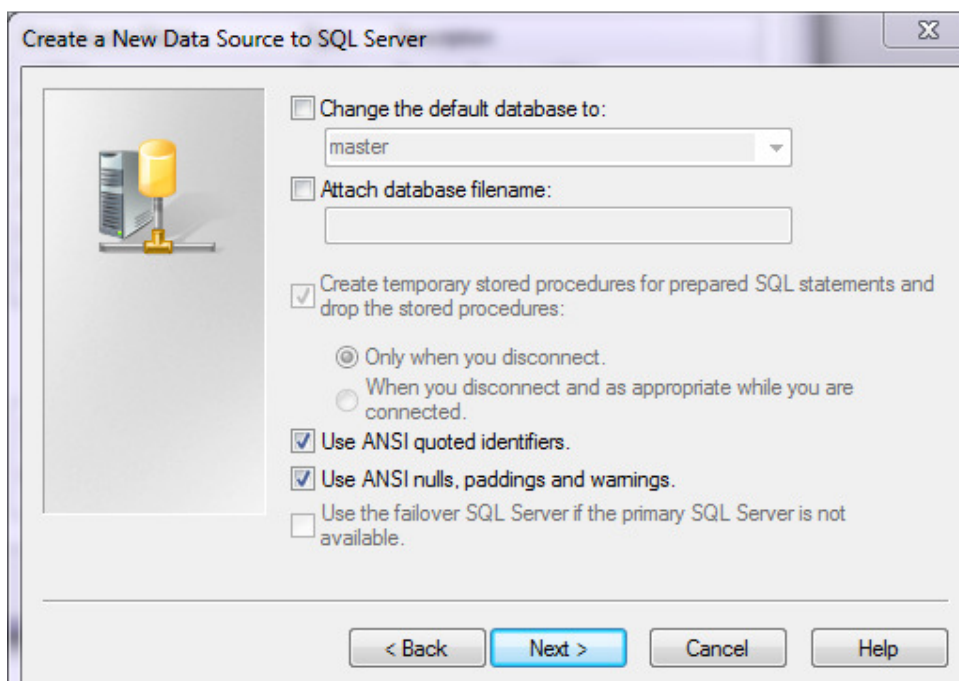 Create a New Data Source to SQL Server
Change the default database to:
master
Attach database filename:
Create temporary stored procedures for prepared SQL statements and
drop the stored procedures:
Only when you disconnect.
When you disconnect and as appropriate while you are
connected.
Use ANSI quoted identifiers.
Use ANSI nulls, paddings and warnings.
Use the failover SQL Server if the primary SQL Server is not
available.
< Back
Next >
Cancel
Help